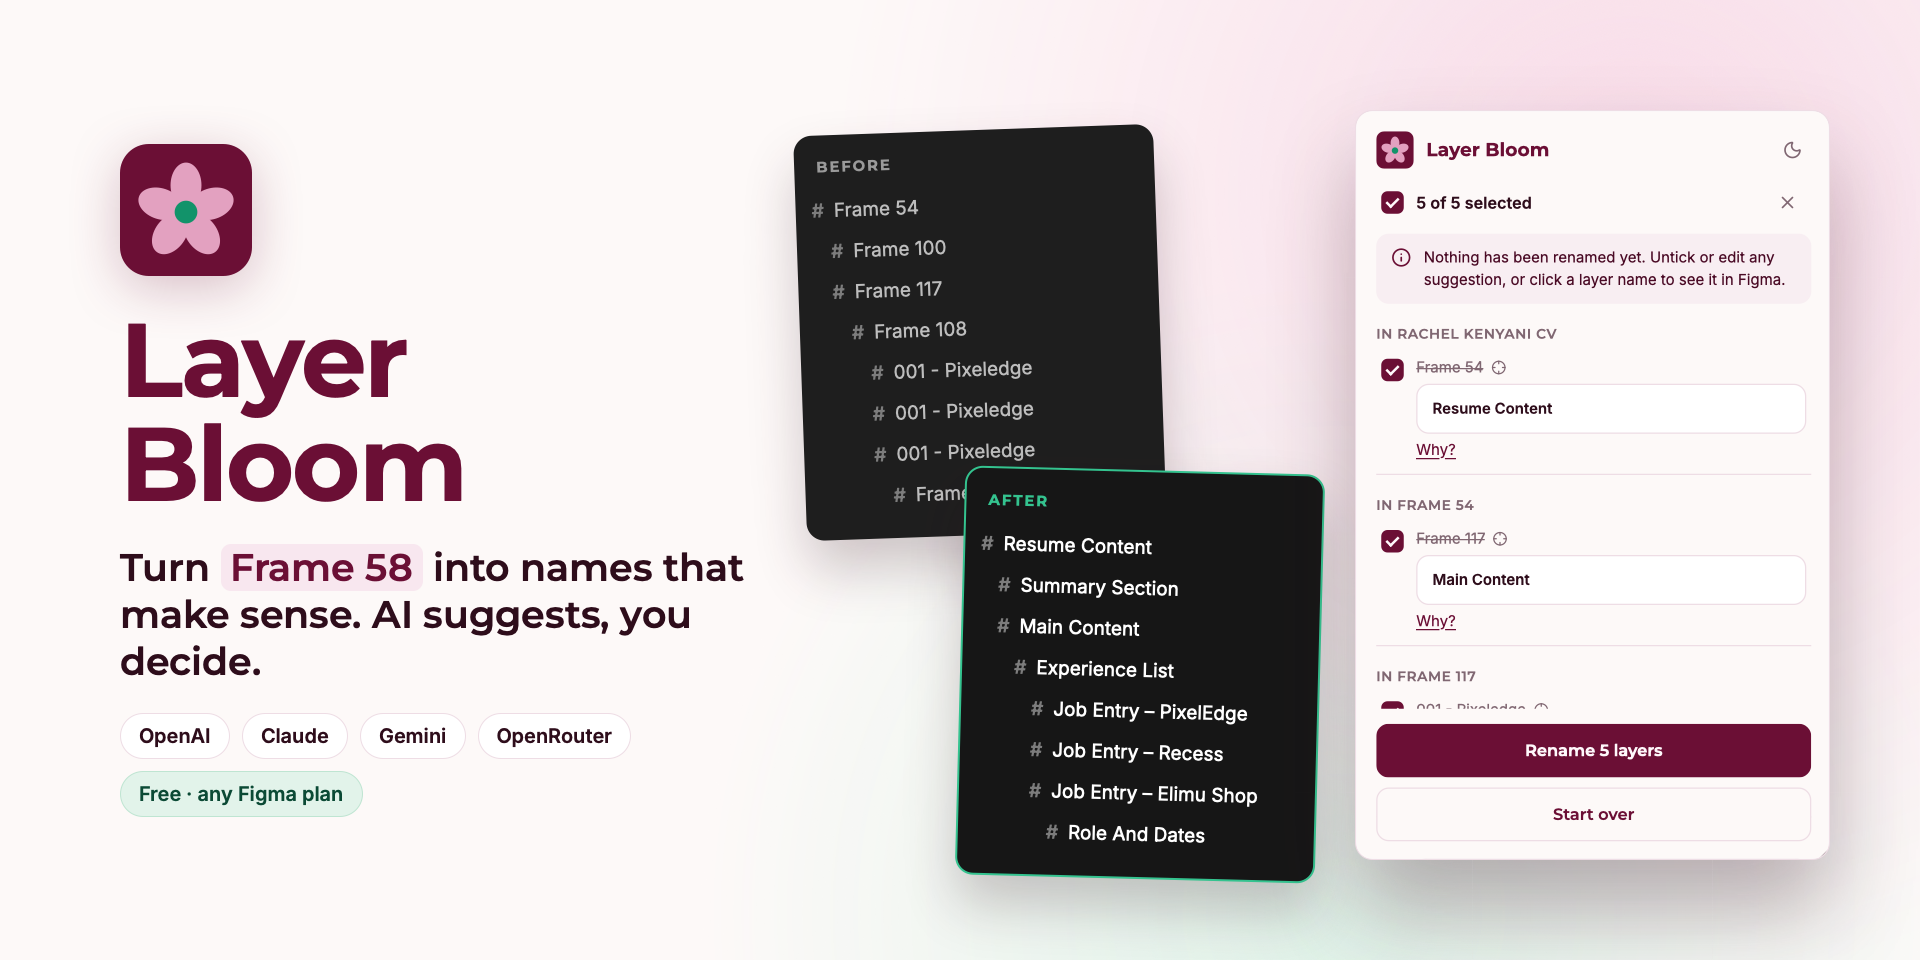 Layer
Bloom
Turn Frame 58 into names that
make sense. AI suggests, you
decide.
OpenAI
Claude
Gemini
OpenRouter
Free · any Figma plan
BEFORE
# Frame 54
# Frame 100
# Frame 117
# Frame 108
# 001 - Pixeledge
# 001 - Pixeledge
# 001 - Pixeledge
# Frame
AFTER
# Resume Content
# Summary Section
# Main Content
# Experience List
# Job Entry – PixelEdge
# Job Entry – Recess
# Job Entry – Elimu Shop
# Role And Dates
Layer Bloom
5 of 5 selected
Nothing has been renamed yet. Untick or edit any
suggestion, or click a layer name to see it in Figma.
IN RACHEL KENYANI CV
Frame 54
Resume Content
Why?
IN FRAME 54
Frame 117
Main Content
Why?
IN FRAME 117
001 - Pixeledge
Rename 5 layers
Start over